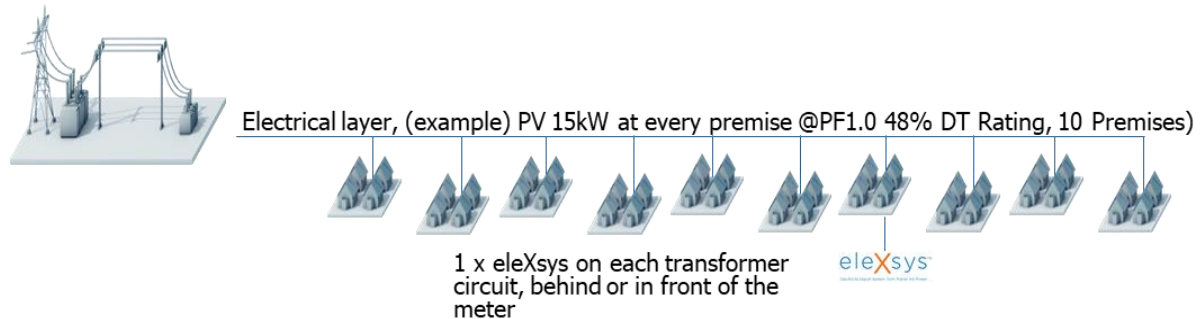 Electrical layer, (example) PV 15kW at every premise @PF1.0 48% DT Rating, 10 Premises)
1 x eleXsys on each transformer
circuit, behind or in front of the
meter
eleXsys™